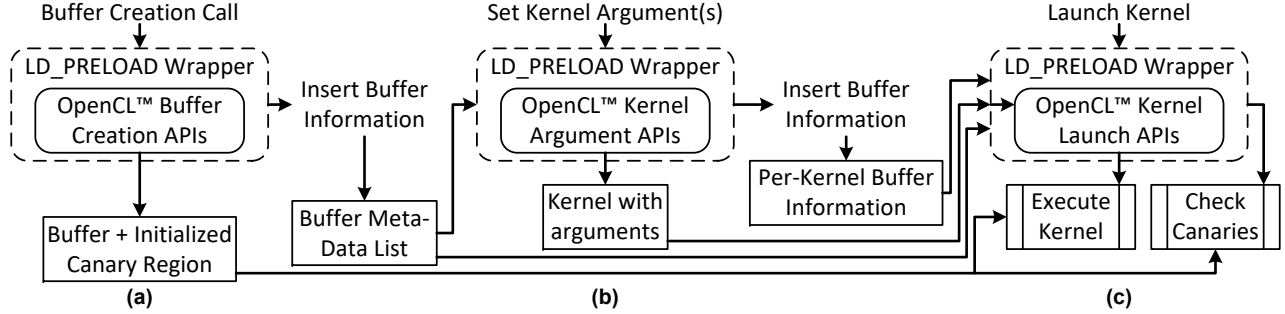 Buffer Creation Call
LD_PRELOAD Wrapper
OpenCL™ Buffer
Creation APIs
Insert Buffer
Information
Buffer + Initialized
Canary Region
Buffer Meta-
Data List
(a)
Set Kernel Argument(s)
LD_PRELOAD Wrapper
OpenCL™ Kernel
Argument APIs
Insert Buffer
Information
Kernel with
arguments
Per-Kernel Buffer
Information
(b)
Launch Kernel
LD_PRELOAD Wrapper
OpenCL™ Kernel
Launch APIs
Execute
Kernel
Check
Canaries
(c)